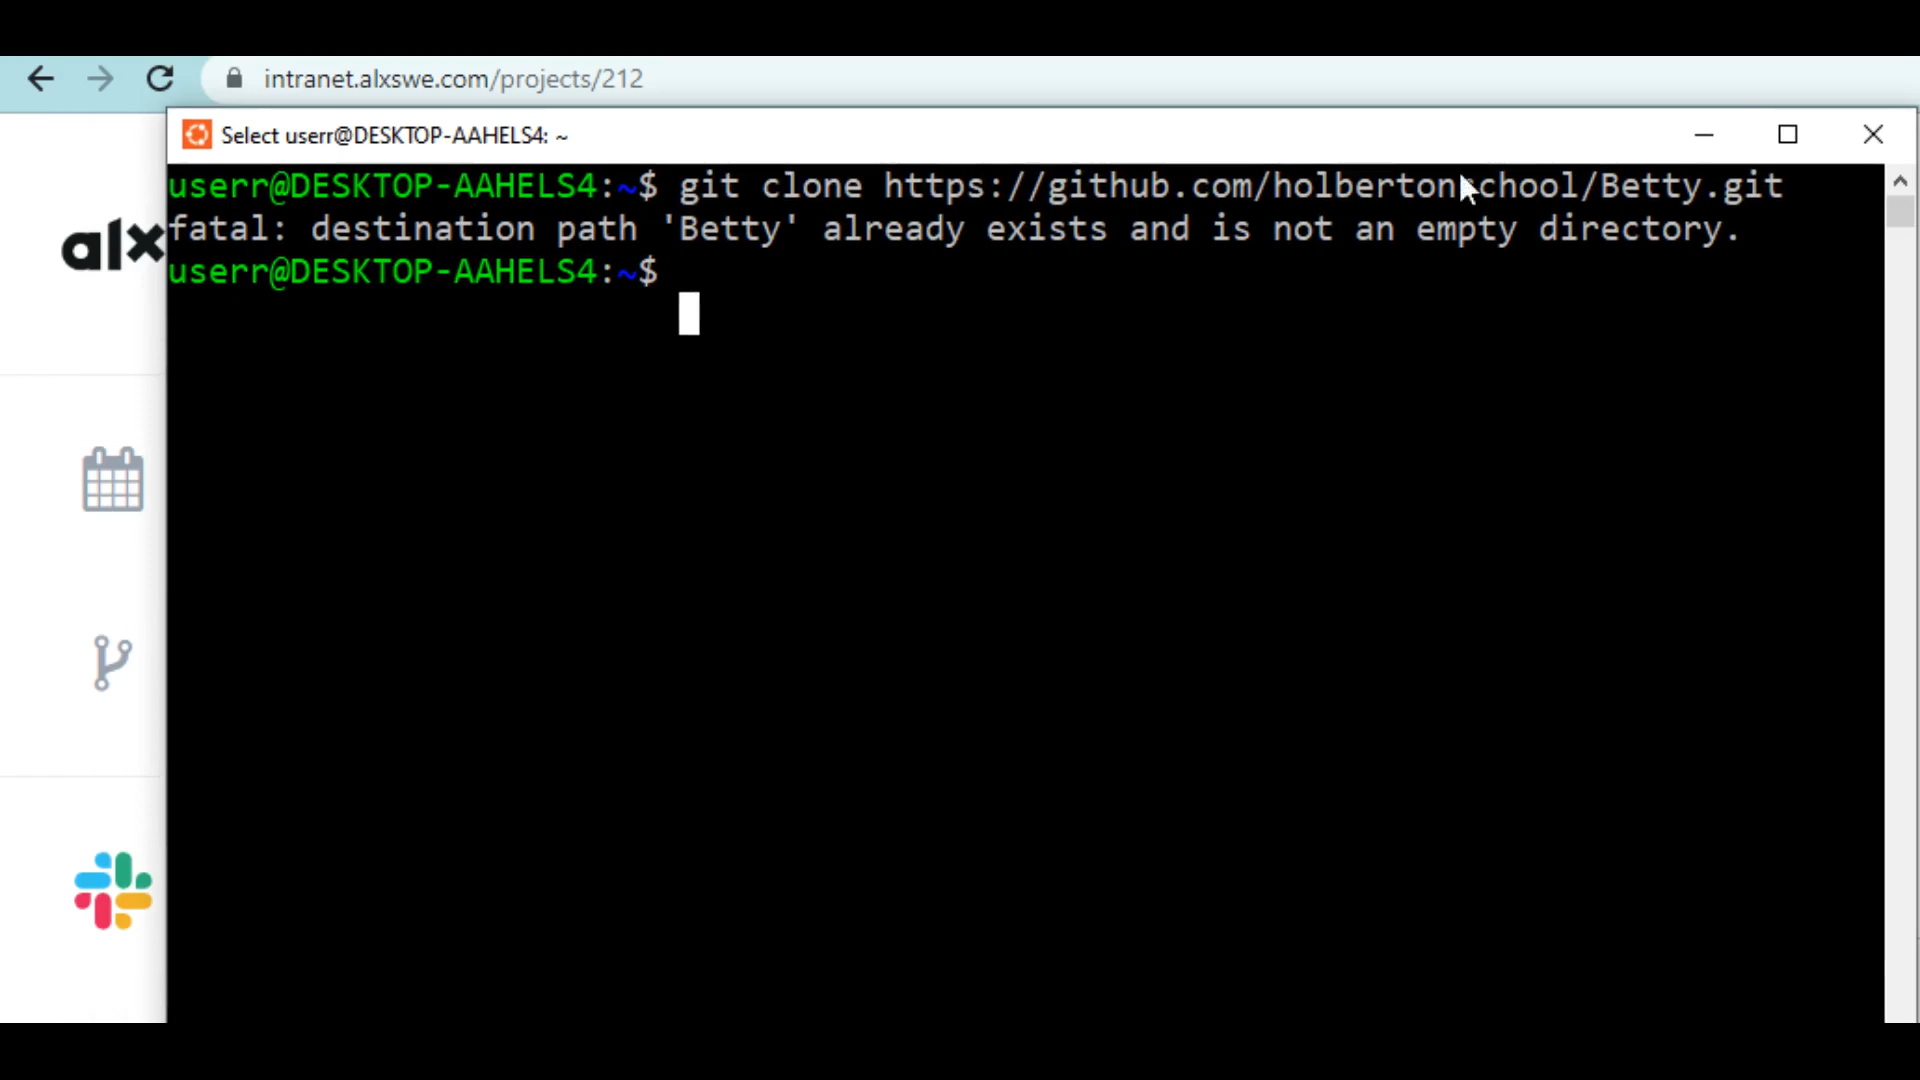 intranet.alxswe.com/projects/212
Select userr@DESKTOP-AAHELS4: ~
alx
userr@DESKTOP-AAHELS4:~$ git clone https://github.com/holbertonschool/Betty.git
fatal: destination path 'Betty' already exists and is not an empty directory.
userr@DESKTOP-AAHELS4:~$